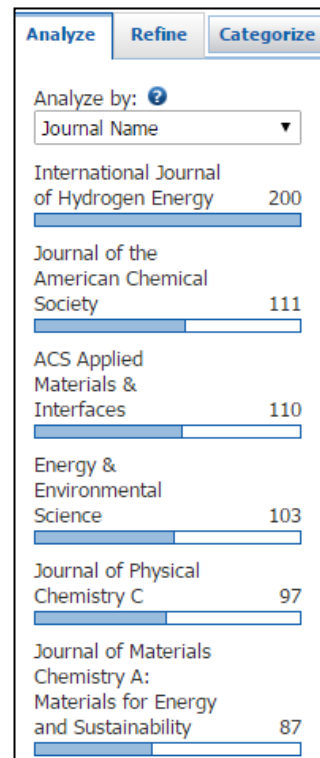 Analyze Refine Categorize
Analyze by: ?
Journal Name
International Journal
of Hydrogen Energy 200
Journal of the
American Chemical
Society 111
ACS Applied
Materials &
Interfaces 110
Energy &
Environmental
Science 103
Journal of Physical
Chemistry C 97
Journal of Materials
Chemistry A:
Materials for Energy
and Sustainability 87